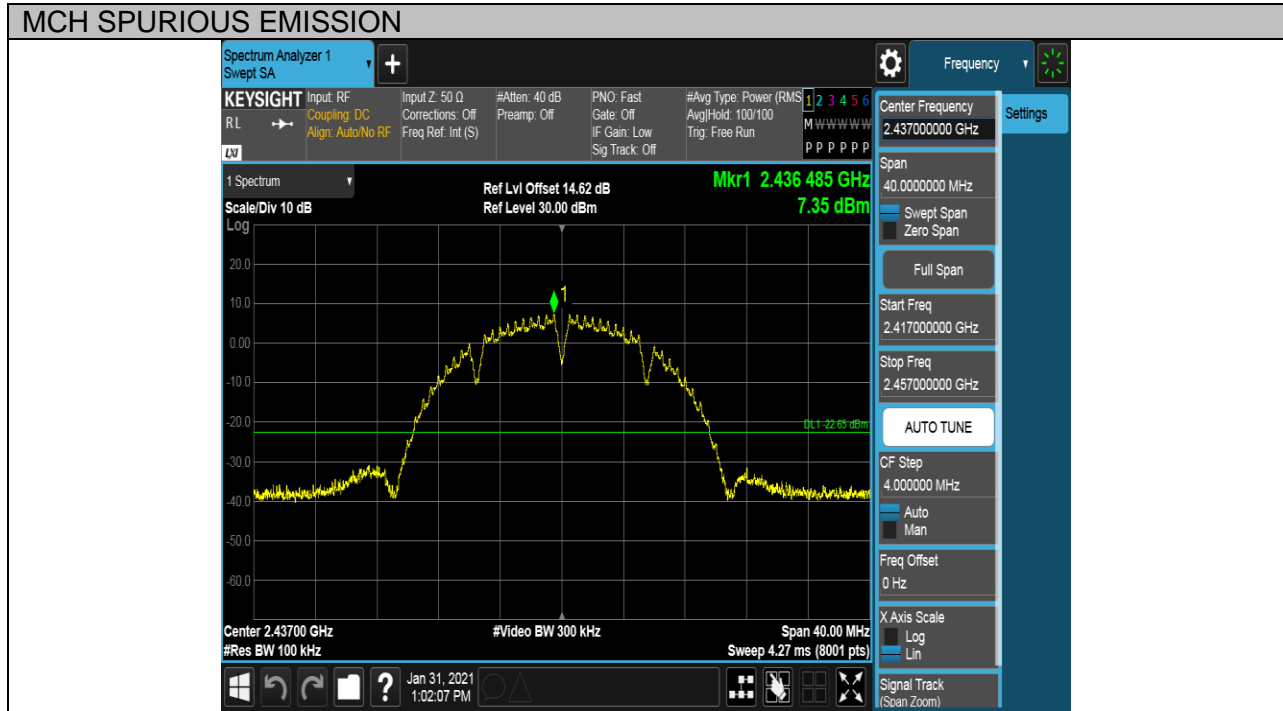 MCH SPURIOUS EMISSION
Spectrum Analyzer 1
Swept SA
+
Frequency
KEYSIGHT
RL
LXI
Input: RF
Coupling: DC
Align: Auto/No RF
Input Z: 50 Ω
Corrections: Off
Freq Ref: Int (S)
#Atten: 40 dB
Preamp: Off
PNO: Fast
Gate: Off
IF Gain: Low
Sig Track: Off
#Avg Type: Power (RMS
Avg|Hold: 100/100
Trig: Free Run
1 2 3 4 5 6
M W W W W W
P P P P P P
1 Spectrum
Scale/Div 10 dB
Ref Lvl Offset 14.62 dB
Ref Level 30.00 dBm
Mkr1 2.436 485 GHz
7.35 dBm
Log
20.0
10.0
0.00
-10.0
-20.0
-30.0
-40.0
-50.0
-60.0
1
DL1 -22.65 dBm
Center 2.43700 GHz
#Res BW 100 kHz
#Video BW 300 kHz
Span 40.00 MHz
Sweep 4.27 ms (8001 pts)
?
Jan 31, 2021
1:02:07 PM
Center Frequency
2.437000000 GHz
Span
40.0000000 MHz
Swept Span
Zero Span
Full Span
Start Freq
2.417000000 GHz
Stop Freq
2.457000000 GHz
AUTO TUNE
CF Step
4.000000 MHz
Auto
Man
Freq Offset
0 Hz
X Axis Scale
Log
Lin
Signal Track
(Span Zoom)
Settings